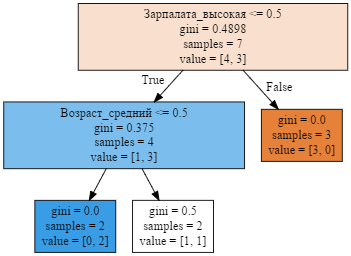 Зарпалата_высокая <= 0.5
gini = 0.4898
samples = 7
value = [4, 3]
True
False
Возраст_средний <= 0.5
gini = 0.375
samples = 4
value = [1, 3]
gini = 0.0
samples = 3
value = [3, 0]
gini = 0.0
samples = 2
value = [0, 2]
gini = 0.5
samples = 2
value = [1, 1]